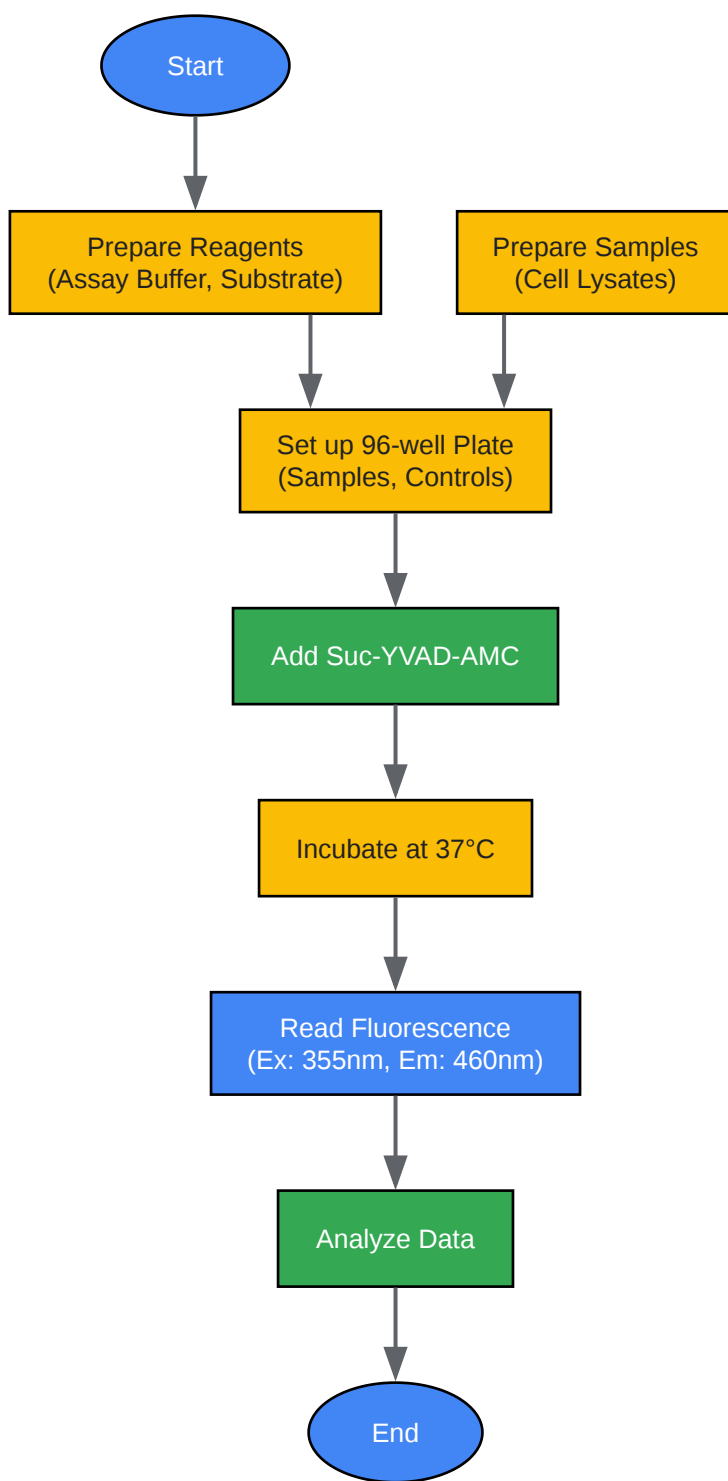 Start
Prepare Reagents
(Assay Buffer, Substrate)
Prepare Samples
(Cell Lysates)
Set up 96-well Plate
(Samples, Controls)
Add Suc-YVAD-AMC
Incubate at 37°C
Read Fluorescence
(Ex: 355nm, Em: 460nm)
Analyze Data
End